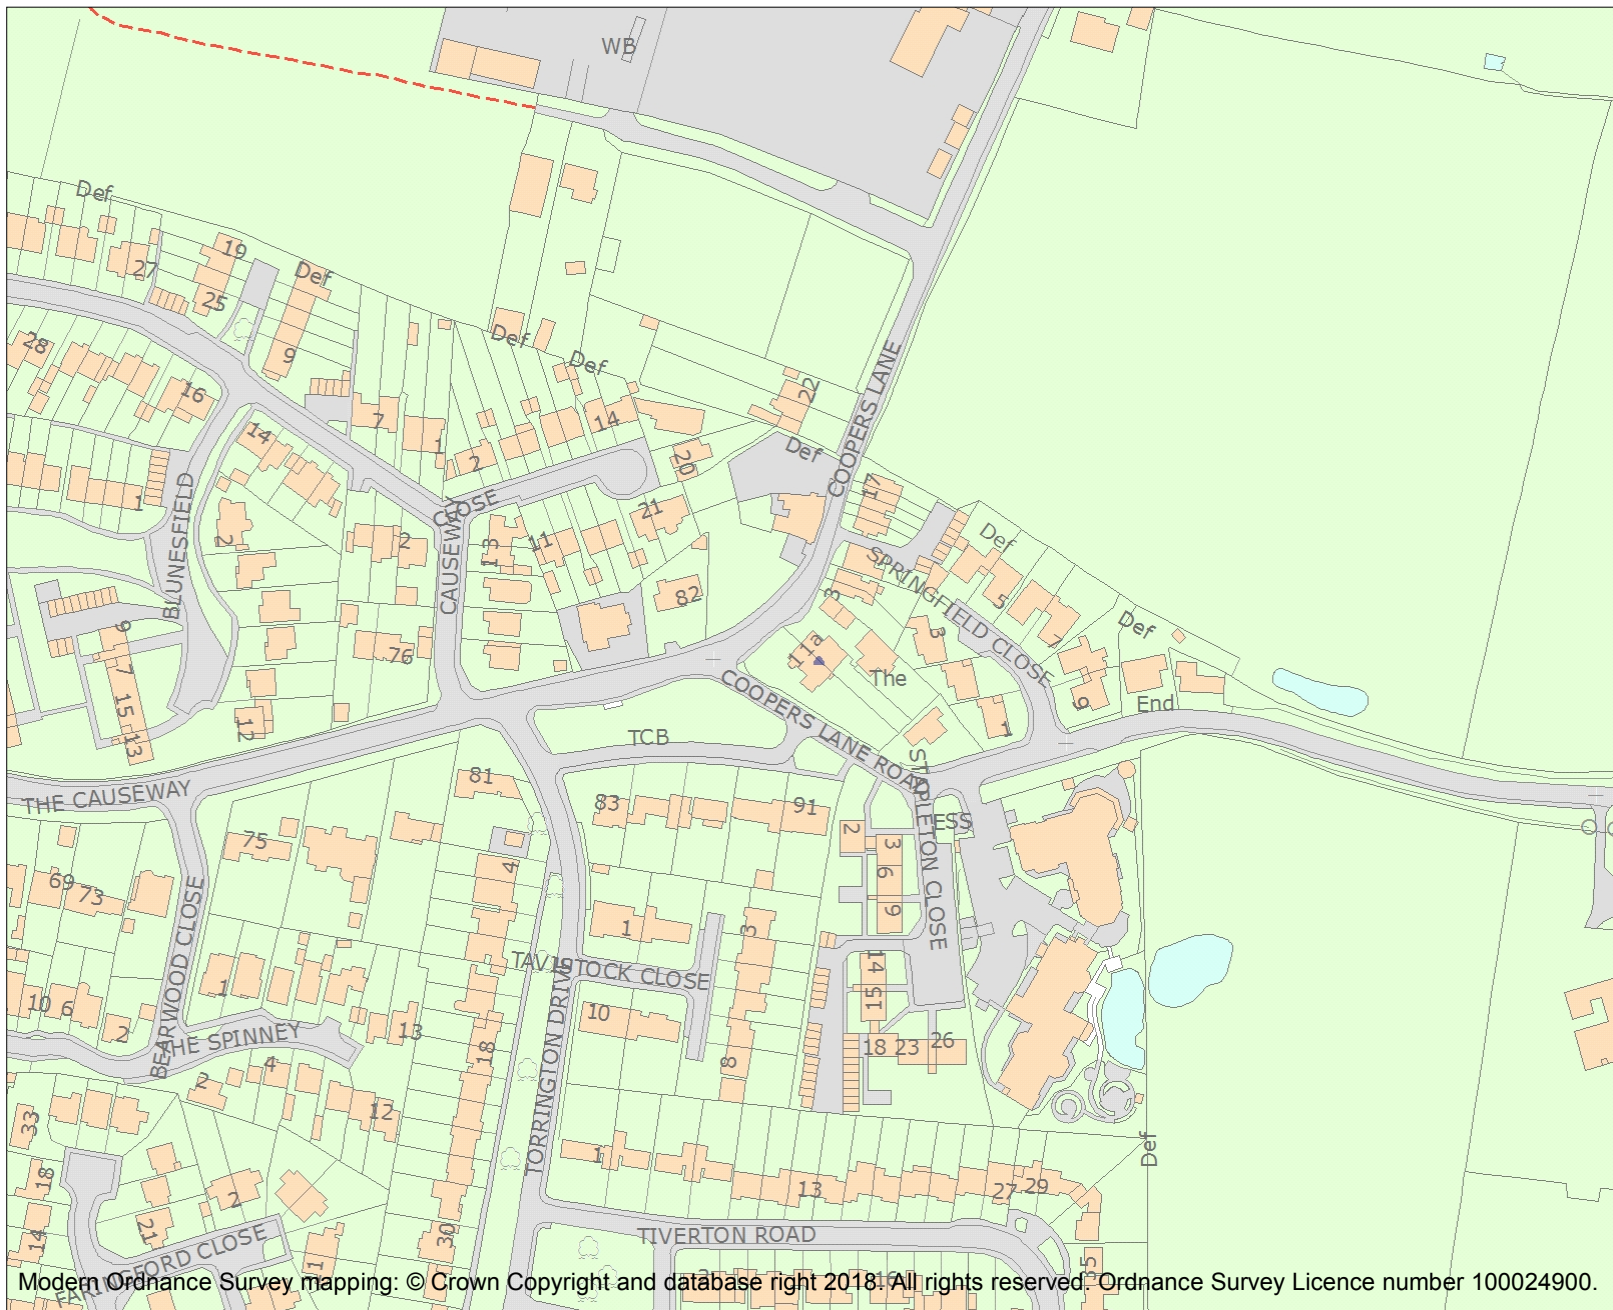 WB
Def
19
27
25
Def
28
9
16
Def
Def
22
COOPERS LANE
7
14
14
1
2
20
Def
17
1
CLOSE
21
BLUNESFIELD
2
2
13
11
CAUSEWAY
Def
SPRINGFIELD CLOSE
82
3
5
7
Def
9
76
11a
3
The
7
COOPERS LANE ROAD
9
End
15
12
13
1
TCB
STAPLETON CLOSE
81
THE CAUSEWAY
83
91
ESS
75
2
3
4
6
69
73
9
BEARWOOD CLOSE
1
3
TAVISTOCK CLOSE
14
1
15
10
6
10
2
13
THE SPINNEY
18
18
23
26
4
8
2
TORRINGTON DRIVE
33
12
Def
1
18
2
13
27
29
21
14
30
TIVERTON ROAD
FARINGFORD CLOSE
11
35
16
Modern Ordnance Survey mapping: © Crown Copyright and database right 2018. All rights reserved. Ordnance Survey Licence number 100024900.